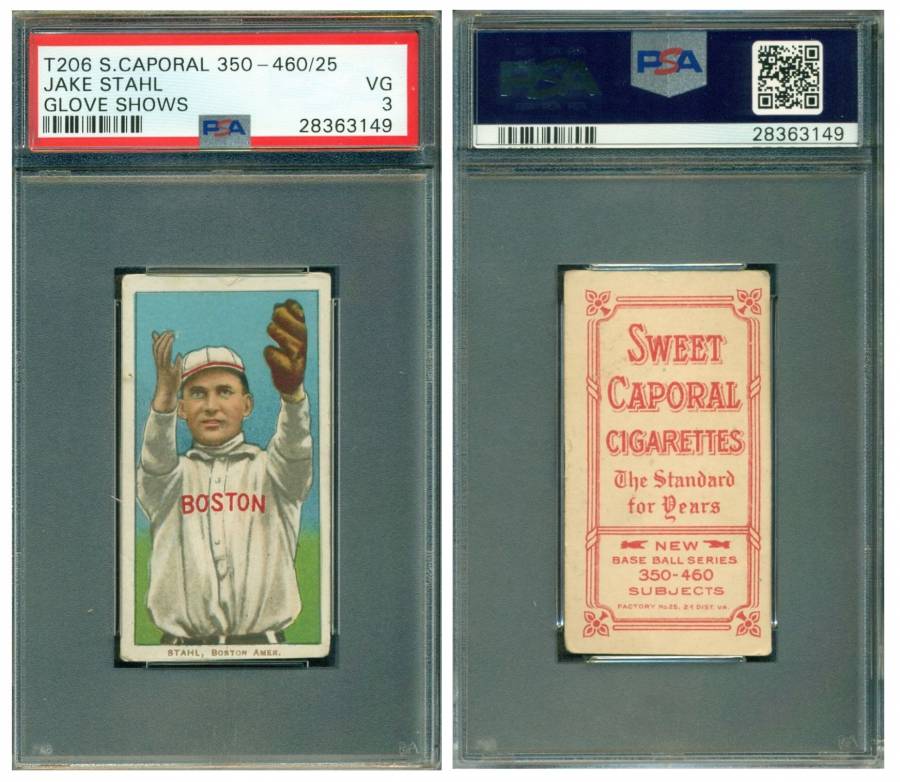 T206 S.CAPORAL 350-460/25
JAKE STAHL VG
GLOVE SHOWS 3
PSA 28363149
BOSTON
STAHL, BOSTON AMER.
PSA
PSA
28363149
SWEET
CAPORAL
CIGARETTES
The Standard
for Years
NEW
BASE BALL SERIES
350-460
SUBJECTS
FACTORY No. 25, 2d DIST. VA.